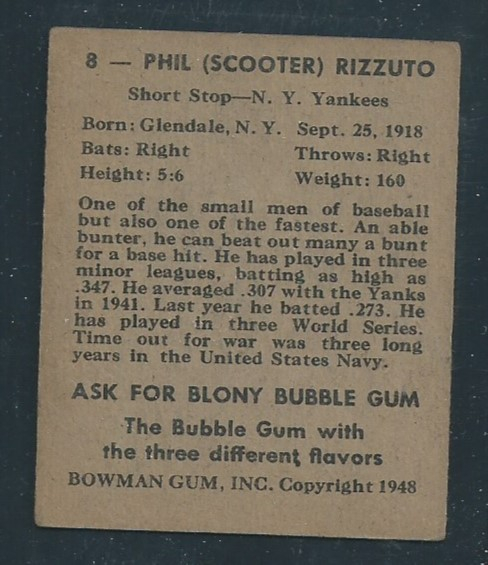 8 — PHIL (SCOOTER) RIZZUTO
Short Stop—N. Y. Yankees
Born: Glendale, N. Y. Sept. 25, 1918
Bats: Right Throws: Right
Height: 5:6 Weight: 160
One of the small men of baseball
but also one of the fastest. An able
bunter, he can beat out many a bunt
for a base hit. He has played in three
minor leagues, batting as high as
.347. He averaged .307 with the Yanks
in 1941. Last year he batted .273. He
has played in three World Series.
Time out for war was three long
years in the United States Navy.
ASK FOR BLONY BUBBLE GUM
The Bubble Gum with
the three different flavors
BOWMAN GUM, INC. Copyright 1948